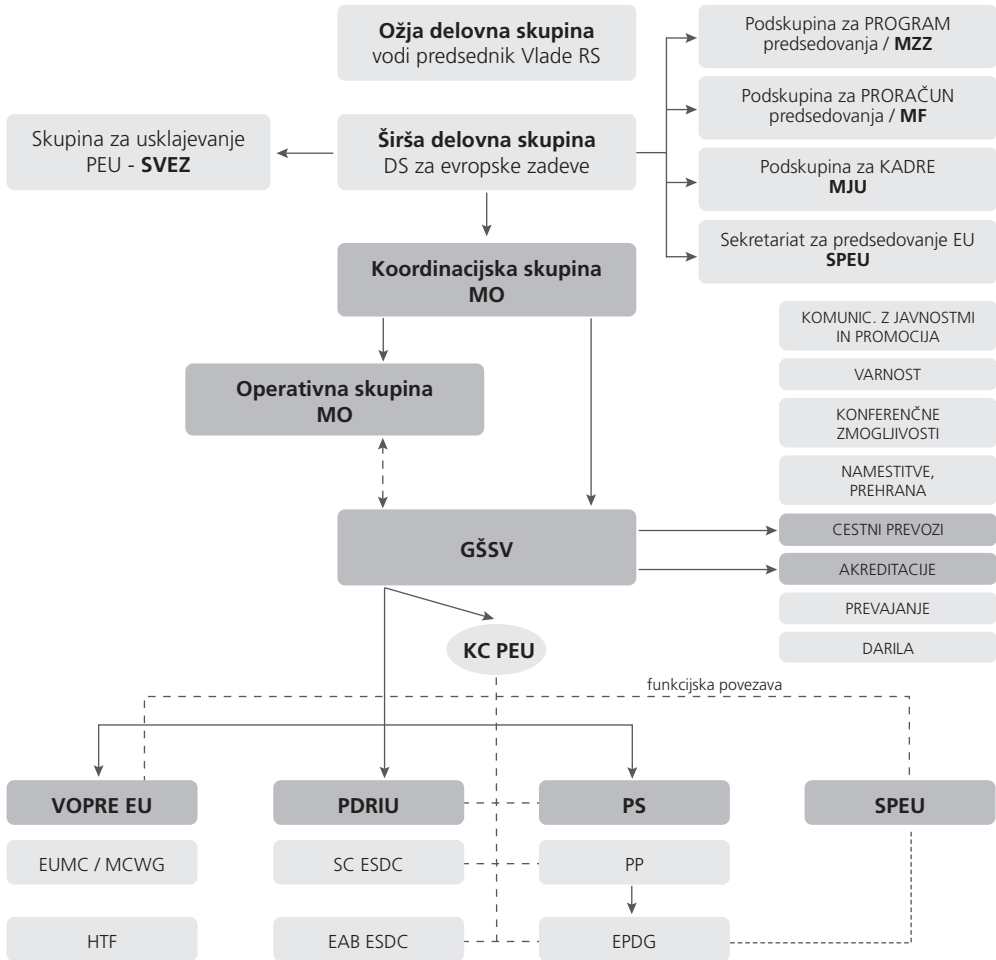 Ožja delovna skupina
vodi predsednik Vlade RS
Podskupina za PROGRAM
predsedovanja / MZZ
Podskupina za PRORAČUN
predsedovanja / MF
Skupina za usklajevanje
PEU - SVEZ
Širša delovna skupina
DS za evropske zadeve
Podskupina za KADRE
MJU
Sekretariat za predsedovanje EU
SPEU
Koordinacijska skupina
MO
KOMUNIC. Z JAVNOSTMI
IN PROMOCIJA
Operativna skupina
MO
VARNOST
KONFERENČNE
ZMOGLJIVOSTI
NAMESTITVE,
PREHRANA
GŠSV
CESTNI PREVOZI
AKREDITACIJE
PREVAJANJE
DARILA
KC PEU
funkcijska povezava
VOPRE EU
PDRIU
PS
SPEU
EUMC / MCWG
SC ESDC
PP
HTF
EAB ESDC
EPDG